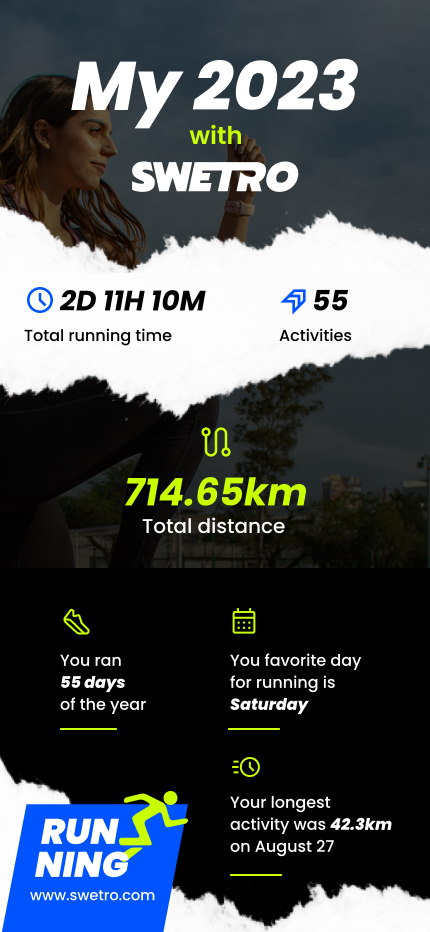 My 2023
with
SWETRO
2D 11H 10M
Total running time
55
Activities
714.65km
Total distance
You ran
55 days
of the year
You favorite day
for running is
Saturday
Your longest
activity was 42.3km
on August 27
RUN
NING
www.swetro.com